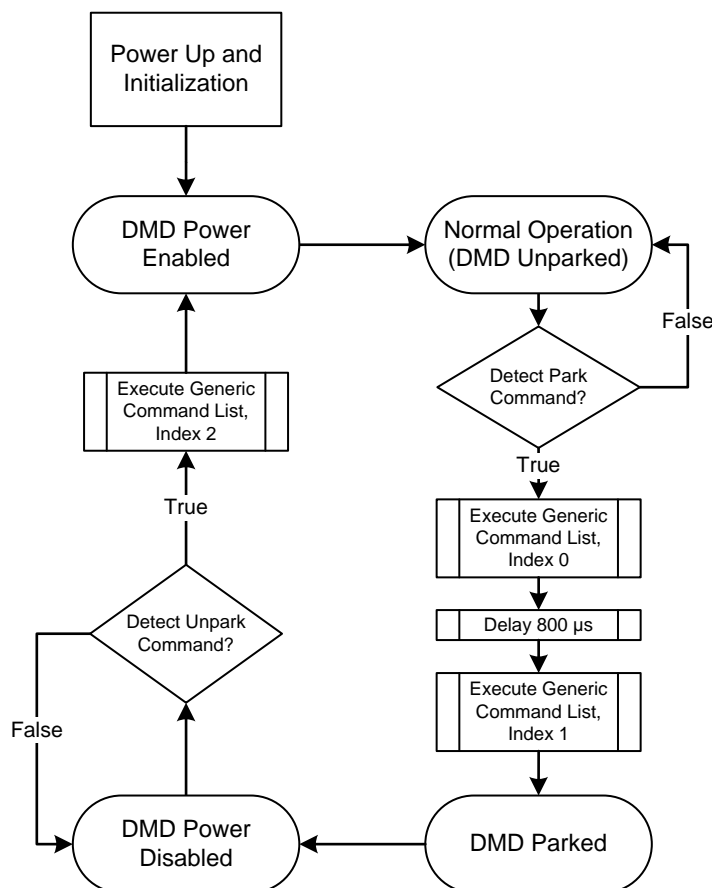 Power Up and
Initialization
DMD Power
Enabled
Normal Operation
(DMD Unparked)
False
Detect Park
Command?
True
Execute Generic
Command List,
Index 0
Delay 800 µs
Execute Generic
Command List,
Index 1
DMD Parked
DMD Power
Disabled
Detect Unpark
Command?
False
True
Execute Generic
Command List,
Index 2